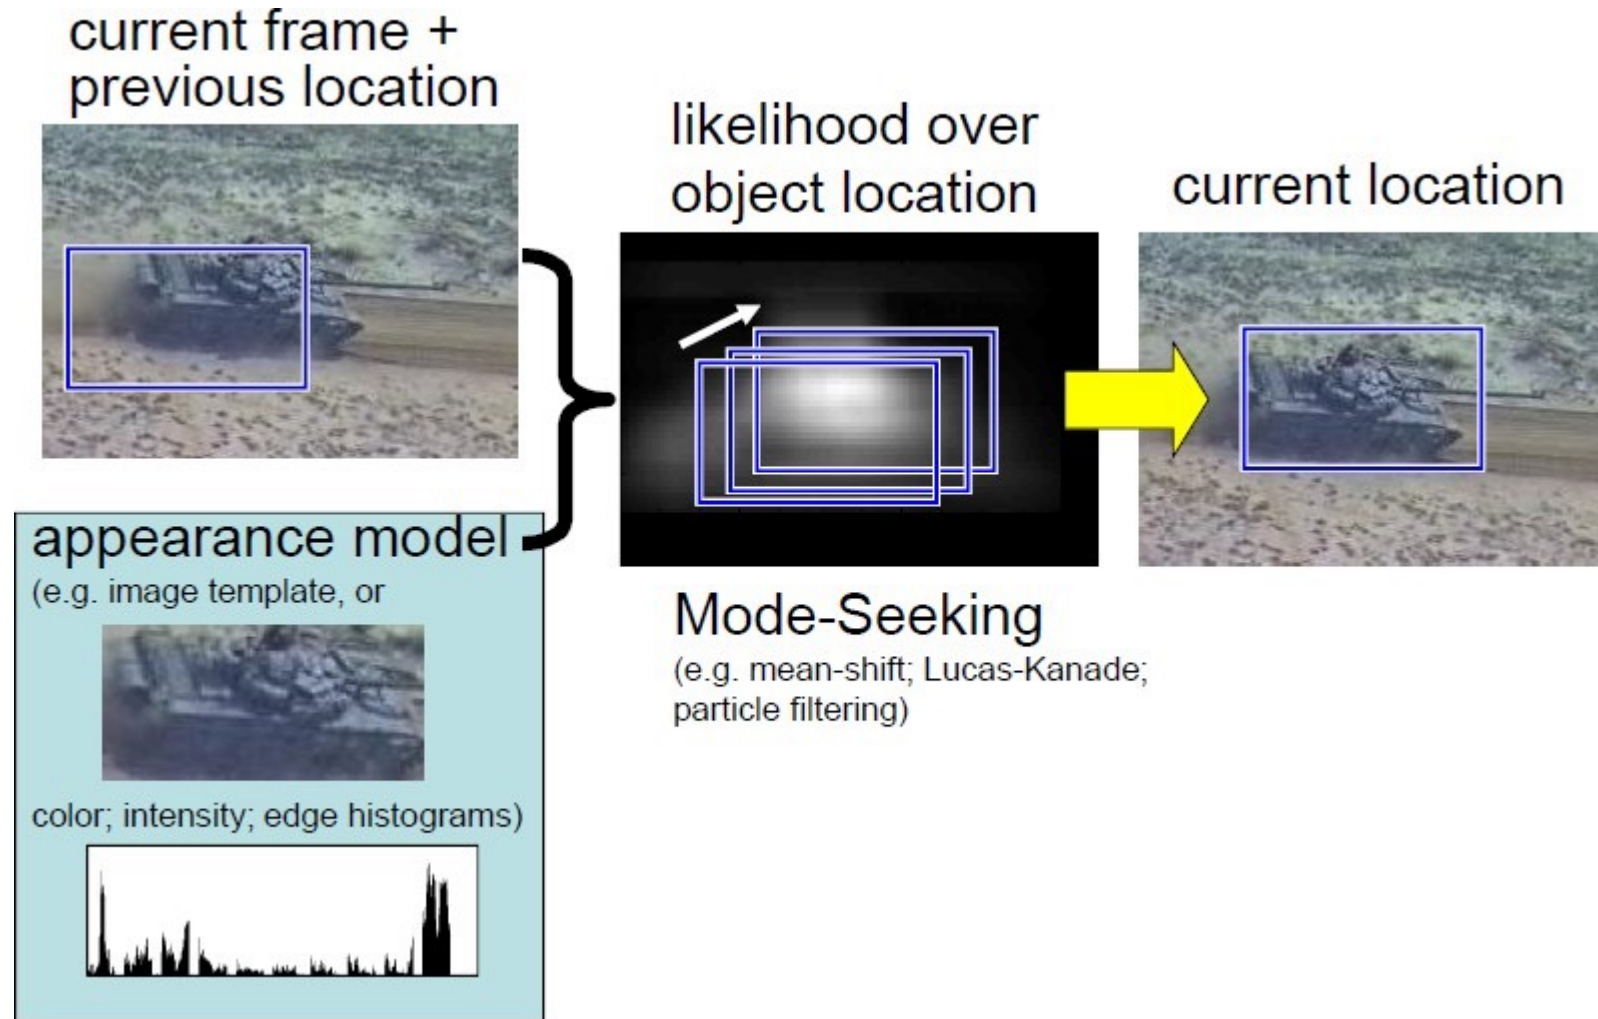 current frame +
previous location
appearance model
(e.g. image template, or
color; intensity; edge histograms)
likelihood over
object location
Mode-Seeking
(e.g. mean-shift; Lucas-Kanade;
particle filtering)
current location